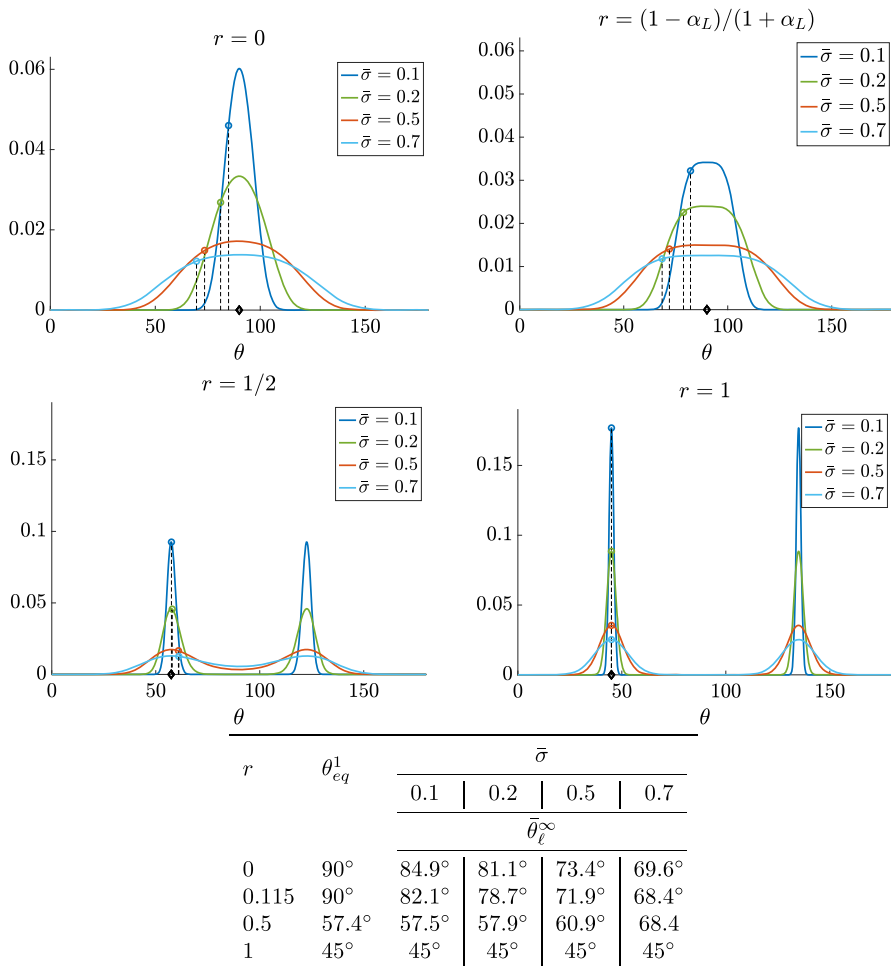 r = 0
0.06
0.04
0.02
0
0 50 100 150
θ
σ̄ = 0.1
σ̄ = 0.2
σ̄ = 0.5
σ̄ = 0.7
r = (1 − α_L)/(1 + α_L)
0.06
0.05
0.04
0.03
0.02
0.01
0
0 50 100 150
θ
σ̄ = 0.1
σ̄ = 0.2
σ̄ = 0.5
σ̄ = 0.7
r = 1/2
0.15
0.1
0.05
0
0 50 100 150
θ
σ̄ = 0.1
σ̄ = 0.2
σ̄ = 0.5
σ̄ = 0.7
r = 1
0.15
0.1
0.05
0
0 50 100 150
θ
σ̄ = 0.1
σ̄ = 0.2
σ̄ = 0.5
σ̄ = 0.7
r θ¹_eq σ̄
0.1 0.2 0.5 0.7
θ̄^∞_ℓ
0 90° 84.9° 81.1° 73.4° 69.6°
0.115 90° 82.1° 78.7° 71.9° 68.4°
0.5 57.4° 57.5° 57.9° 60.9° 68.4
1 45° 45° 45° 45° 45°